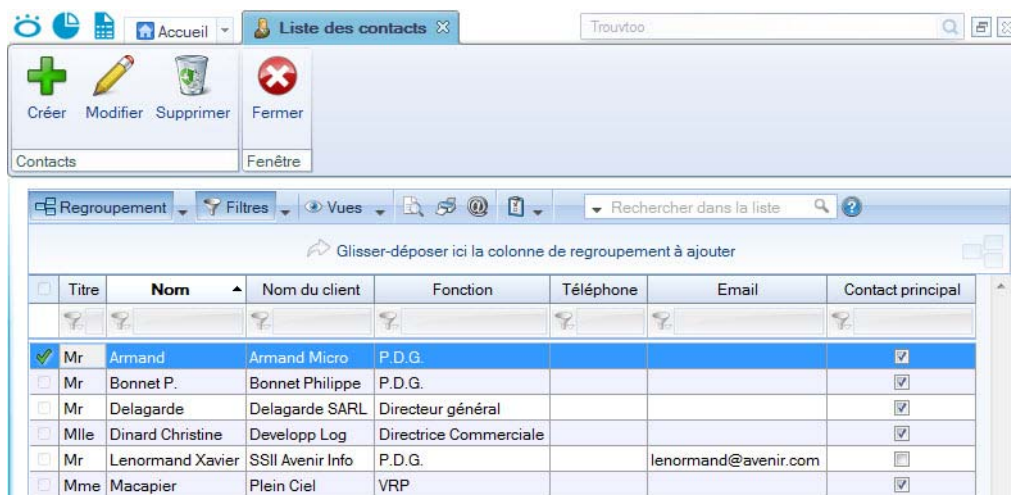 Accueil Liste des contacts Trouvtoo
Créer Modifier Supprimer Fermer
Contacts Fenêtre
Regroupement Filtres Vues Rechercher dans la liste
Glisser-déposer ici la colonne de regroupement à ajouter
Titre Nom Nom du client Fonction Téléphone Email Contact principal
Mr Armand Armand Micro P.D.G.
Mr Bonnet P. Bonnet Philippe P.D.G.
Mr Delagarde Delagarde SARL Directeur général
Mlle Dinard Christine Developp Log Directrice Commerciale
Mr Lenormand Xavier SSII Avenir Info P.D.G. lenormand@avenir.com
Mme Macapier Plein Ciel VRP